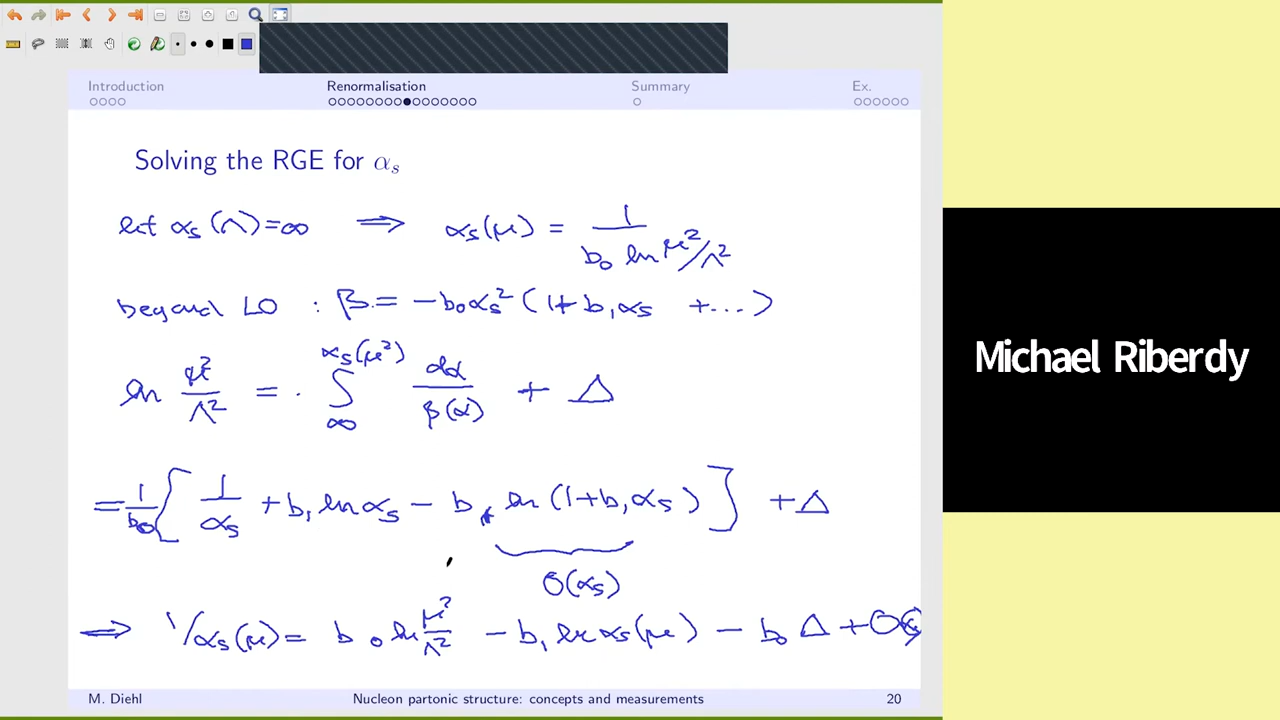 Introduction Renormalisation Summary Ex.
Solving the RGE for αₛ
let αₛ(Λ)=∞ ⟹ αₛ(μ) = 1 / (b₀ ln μ²/Λ²)
beyond LO : β = −b₀αₛ² (1+b₁αₛ +...)
ln μ²/Λ² = ∫_∞^{αₛ(μ²)} dα/β(α) + Δ
= 1/b₀ [ 1/αₛ + b₁ ln αₛ − b₁ ln(1+b₁αₛ) ] + Δ
O(αₛ)
⟹ 1/αₛ(μ) = b₀ ln μ²/Λ² − b₁ ln αₛ(μ) − b₀ Δ + O(αₛ)
M. Diehl Nucleon partonic structure: concepts and measurements 20
Michael Riberdy